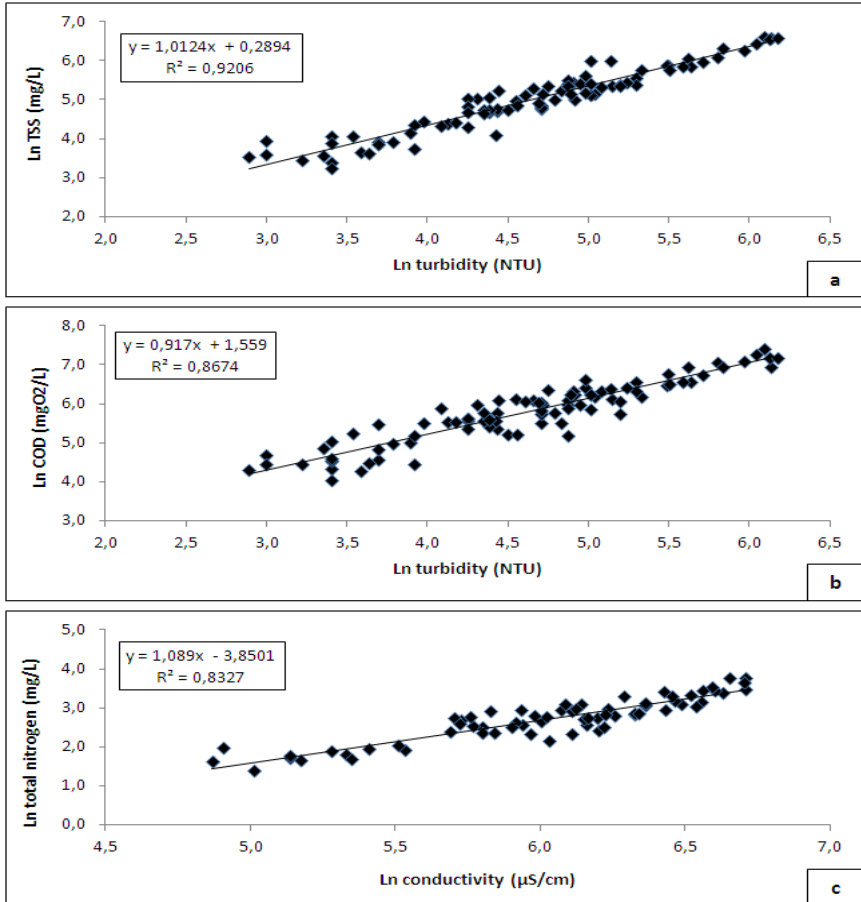 7,0
6,0
5,0
4,0
3,0
2,0
Ln TSS (mg/L)
y = 1,0124x + 0,2894
R² = 0,9206
2,0 2,5 3,0 3,5 4,0 4,5 5,0 5,5 6,0 6,5
Ln turbidity (NTU)
a
8,0
7,0
6,0
5,0
4,0
3,0
Ln COD (mgO2/L)
y = 0,917x + 1,559
R² = 0,8674
2,0 2,5 3,0 3,5 4,0 4,5 5,0 5,5 6,0 6,5
Ln turbidity (NTU)
b
5,0
4,0
3,0
2,0
1,0
0,0
Ln total nitrogen (mg/L)
y = 1,089x - 3,8501
R² = 0,8327
4,5 5,0 5,5 6,0 6,5 7,0
Ln conductivity (µS/cm)
c